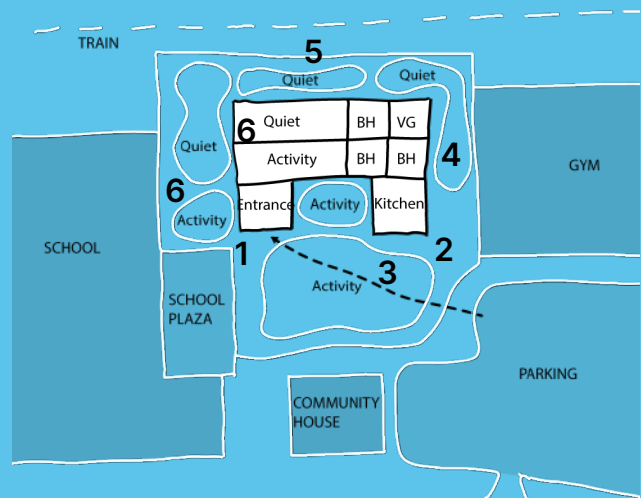 TRAIN
5
Quiet
Quiet
Quiet
6
Quiet
BH
VG
Quiet
Activity
BH
BH
4
GYM
6
Activity
Entrance
Activity
Kitchen
SCHOOL
1
2
3
Activity
SCHOOL
PLAZA
PARKING
COMMUNITY
HOUSE